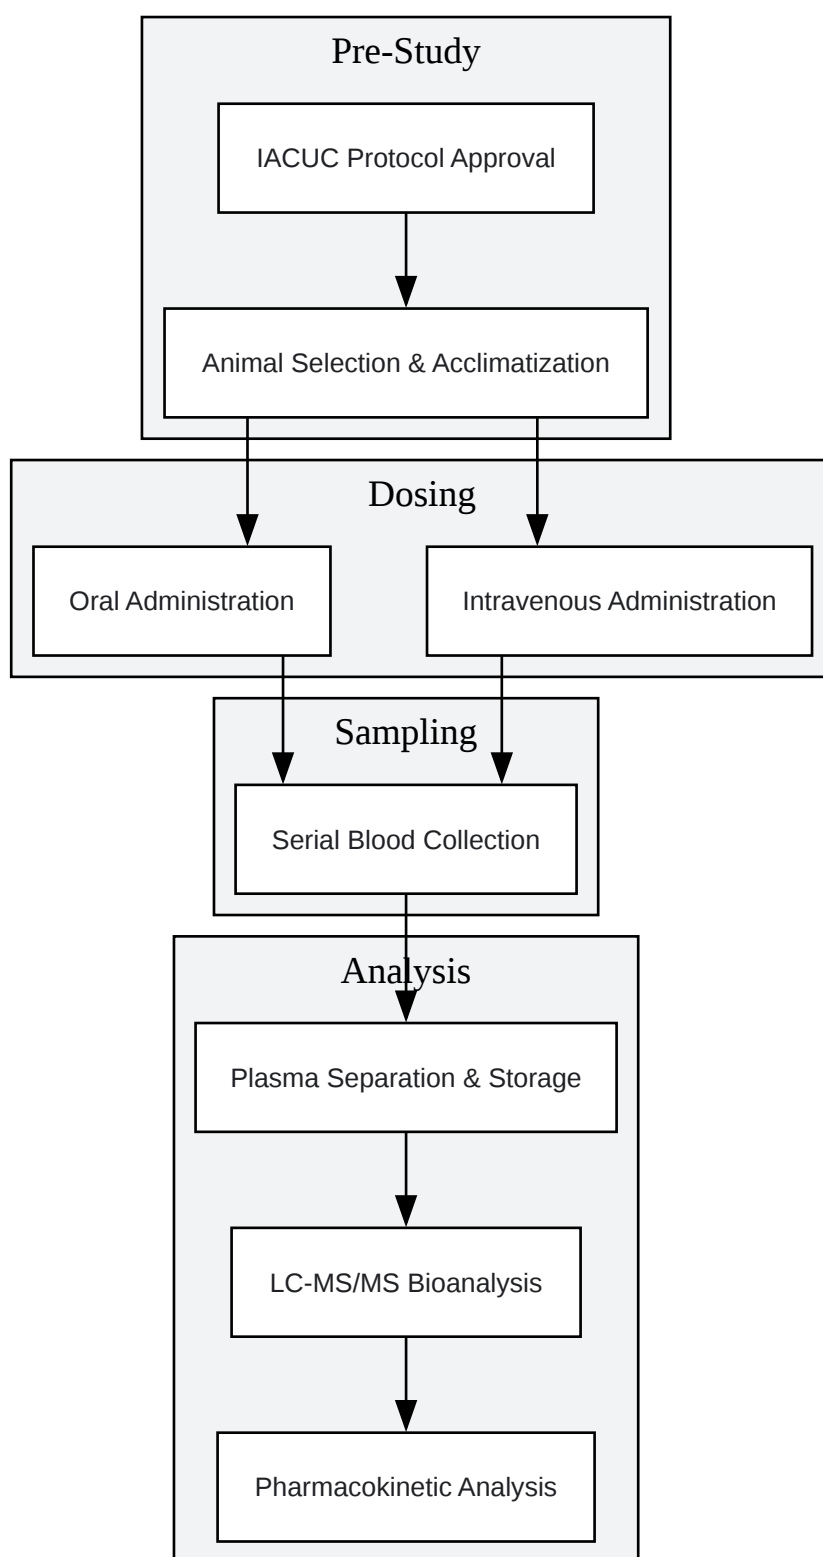 Pre-Study
IACUC Protocol Approval
Animal Selection & Acclimatization
Dosing
Oral Administration
Intravenous Administration
Sampling
Serial Blood Collection
Analysis
Plasma Separation & Storage
LC-MS/MS Bioanalysis
Pharmacokinetic Analysis